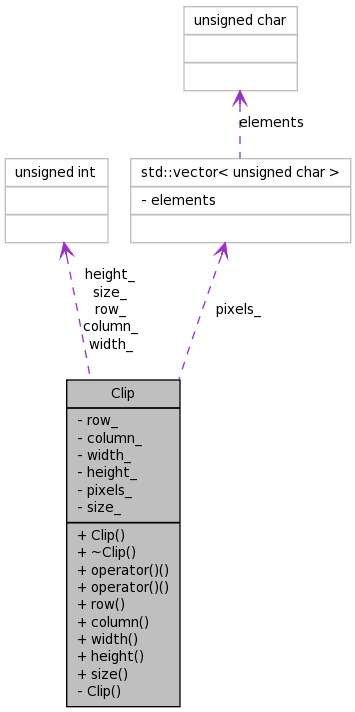 unsigned char
elements
unsigned int
std::vector< unsigned char >
- elements
height_
size_
row_
column_
width_
pixels_
Clip
- row_
- column_
- width_
- height_
- pixels_
- size_
+ Clip()
+ ~Clip()
+ operator()()
+ operator()()
+ row()
+ column()
+ width()
+ height()
+ size()
- Clip()